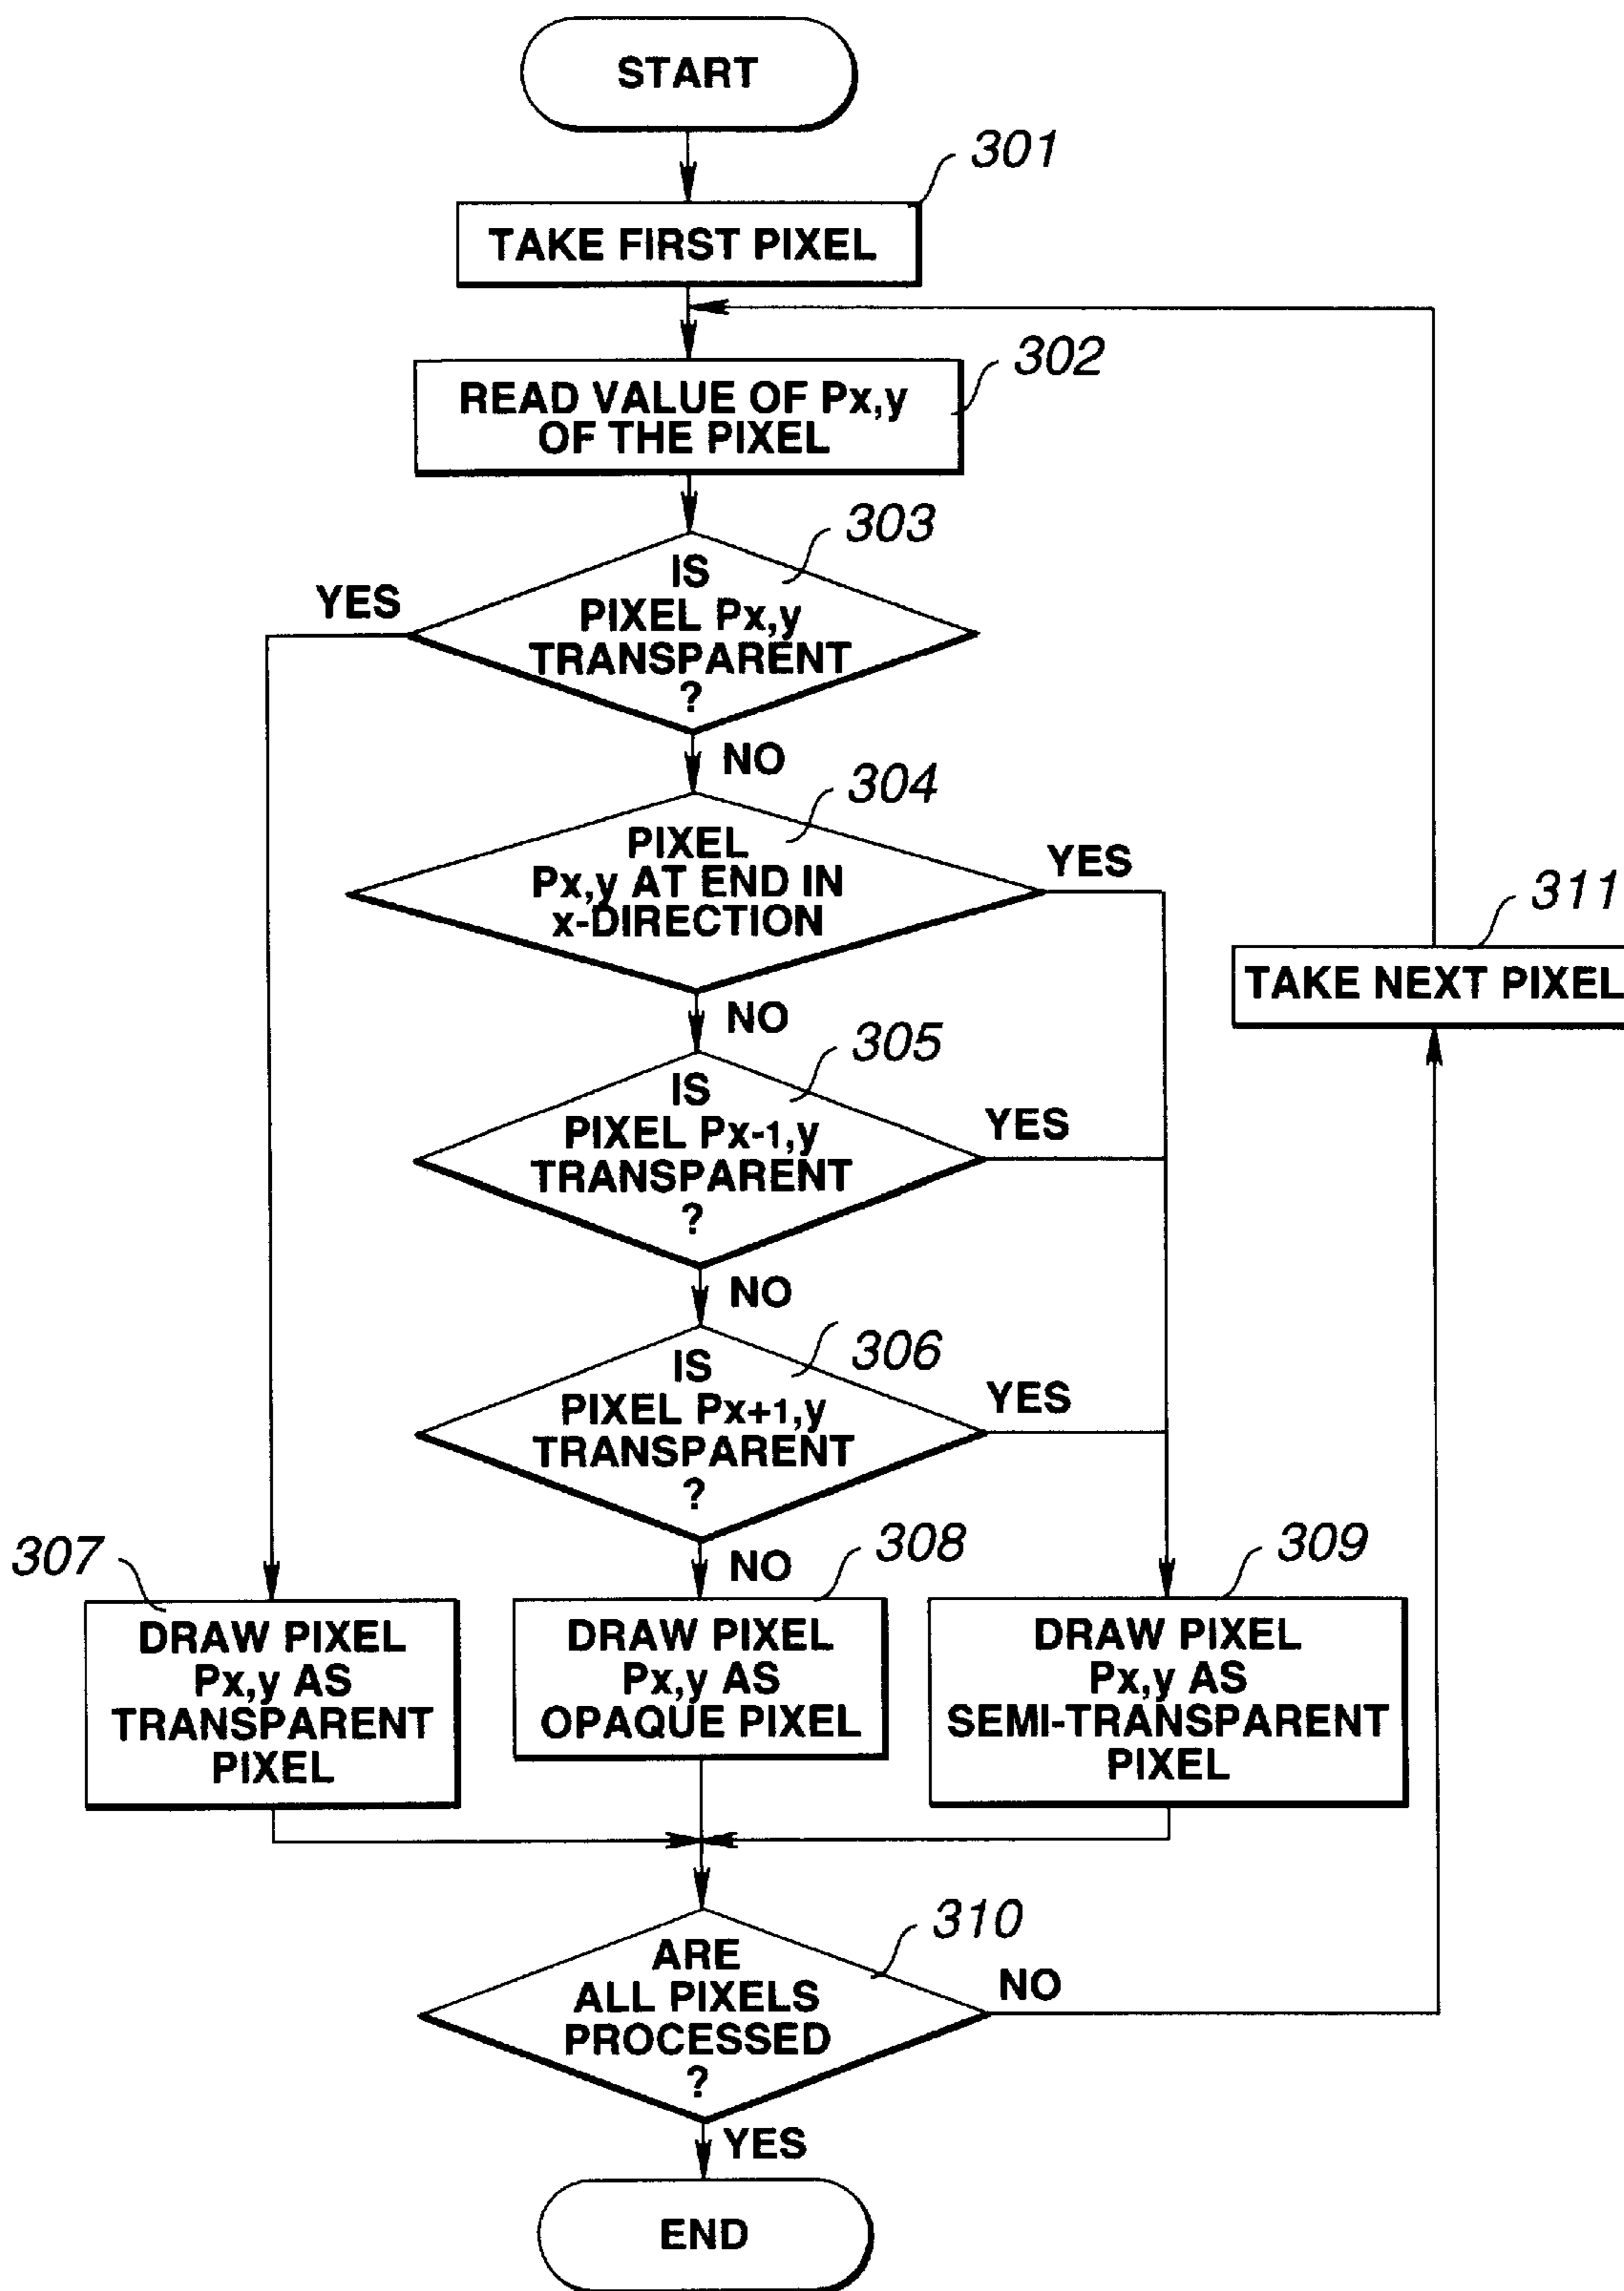 START
301
TAKE FIRST PIXEL
302
READ VALUE OF Px,y
OF THE PIXEL
303
IS
PIXEL Px,y
TRANSPARENT
?
YES
NO
304
PIXEL
Px,y AT END IN
x-DIRECTION
YES
NO
311
TAKE NEXT PIXEL
305
IS
PIXEL Px-1,y
TRANSPARENT
?
YES
NO
306
IS
PIXEL Px+1,y
TRANSPARENT
?
YES
NO
307
DRAW PIXEL
Px,y AS
TRANSPARENT
PIXEL
308
DRAW PIXEL
Px,y AS
OPAQUE PIXEL
309
DRAW PIXEL
Px,y AS
SEMI-TRANSPARENT
PIXEL
310
ARE
ALL PIXELS
PROCESSED
?
NO
YES
END